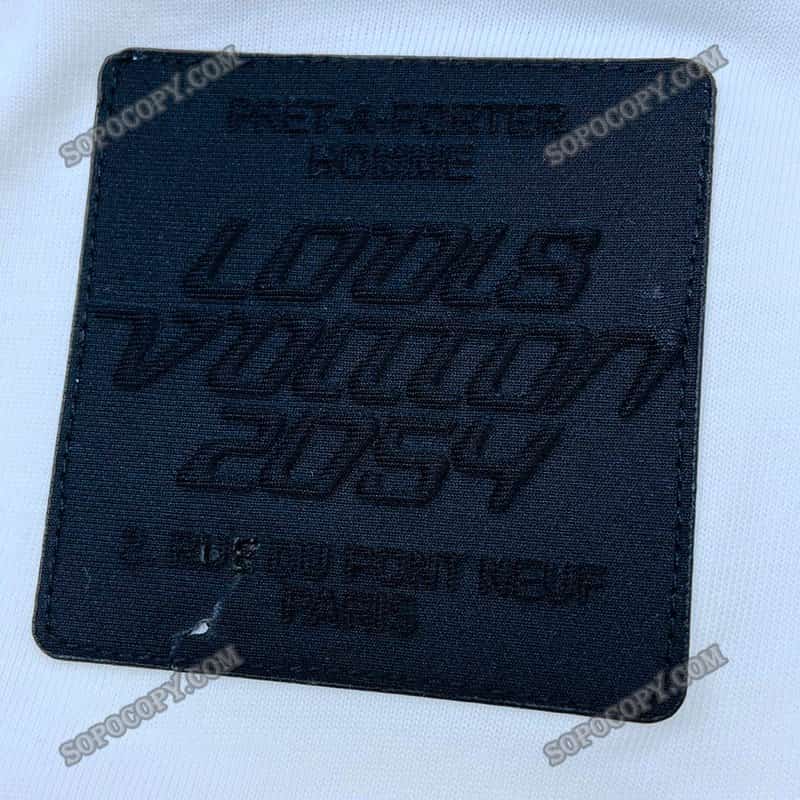 SOPOCOPY.COM
SOPOCOPY.COM
PRET-A-PORTER
HOMME
LOUIS
VUITTON
2054
2 RUE DU PONT NEUF
PARIS
SOPOCOPY.COM
SOPOCOPY.COM